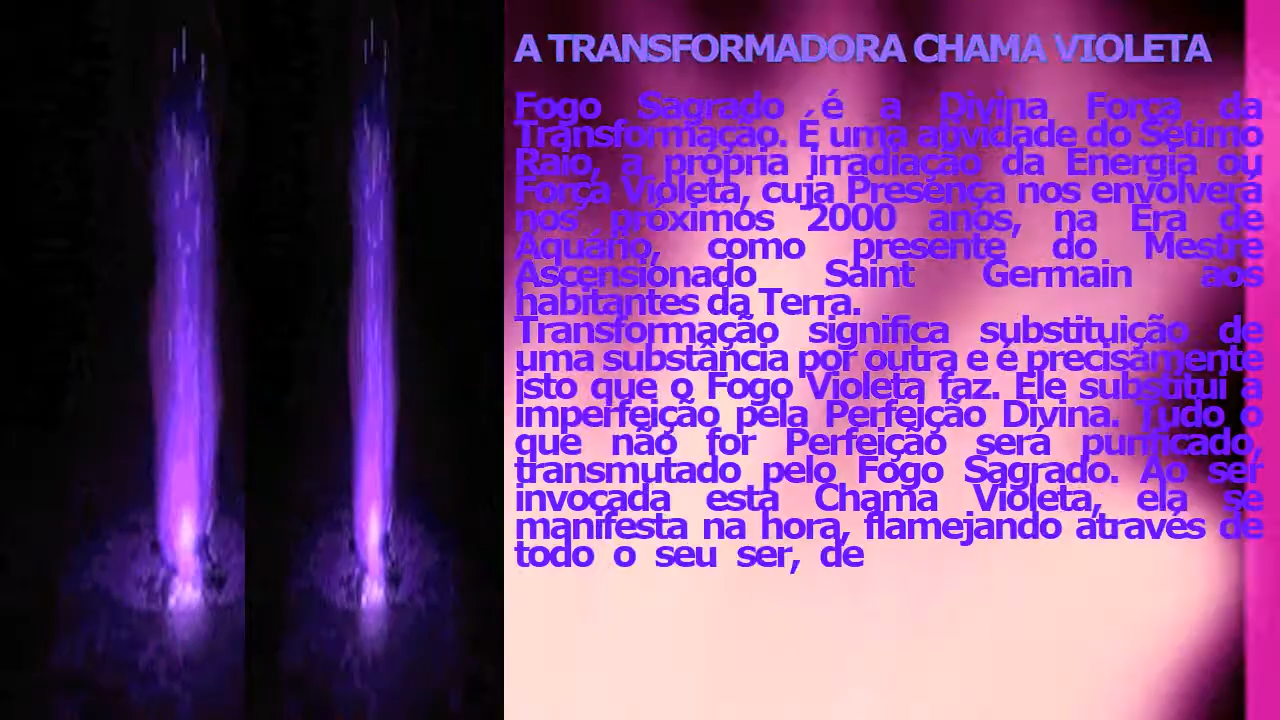 A TRANSFORMADORA CHAMA VIOLETA
Fogo Sagrado é a Divina Força da
Transformação. É uma atividade do Sétimo
Raio, a própria irradiação da Energia ou
Força Violeta, cuja Presença nos envolverá
nos próximos 2000 anos, na Era de
Aquário, como presente do Mestre
Ascensionado Saint Germain aos
habitantes da Terra.
Transformação significa substituição de
uma substância por outra e é precisamente
isto que o Fogo Violeta faz. Ele substitui a
imperfeição pela Perfeição Divina. Tudo o
que não for Perfeição será purificado,
transmutado pelo Fogo Sagrado. Ao ser
invocada esta Chama Violeta, ela se
manifesta na hora, flamejando através de
todo o seu ser, de